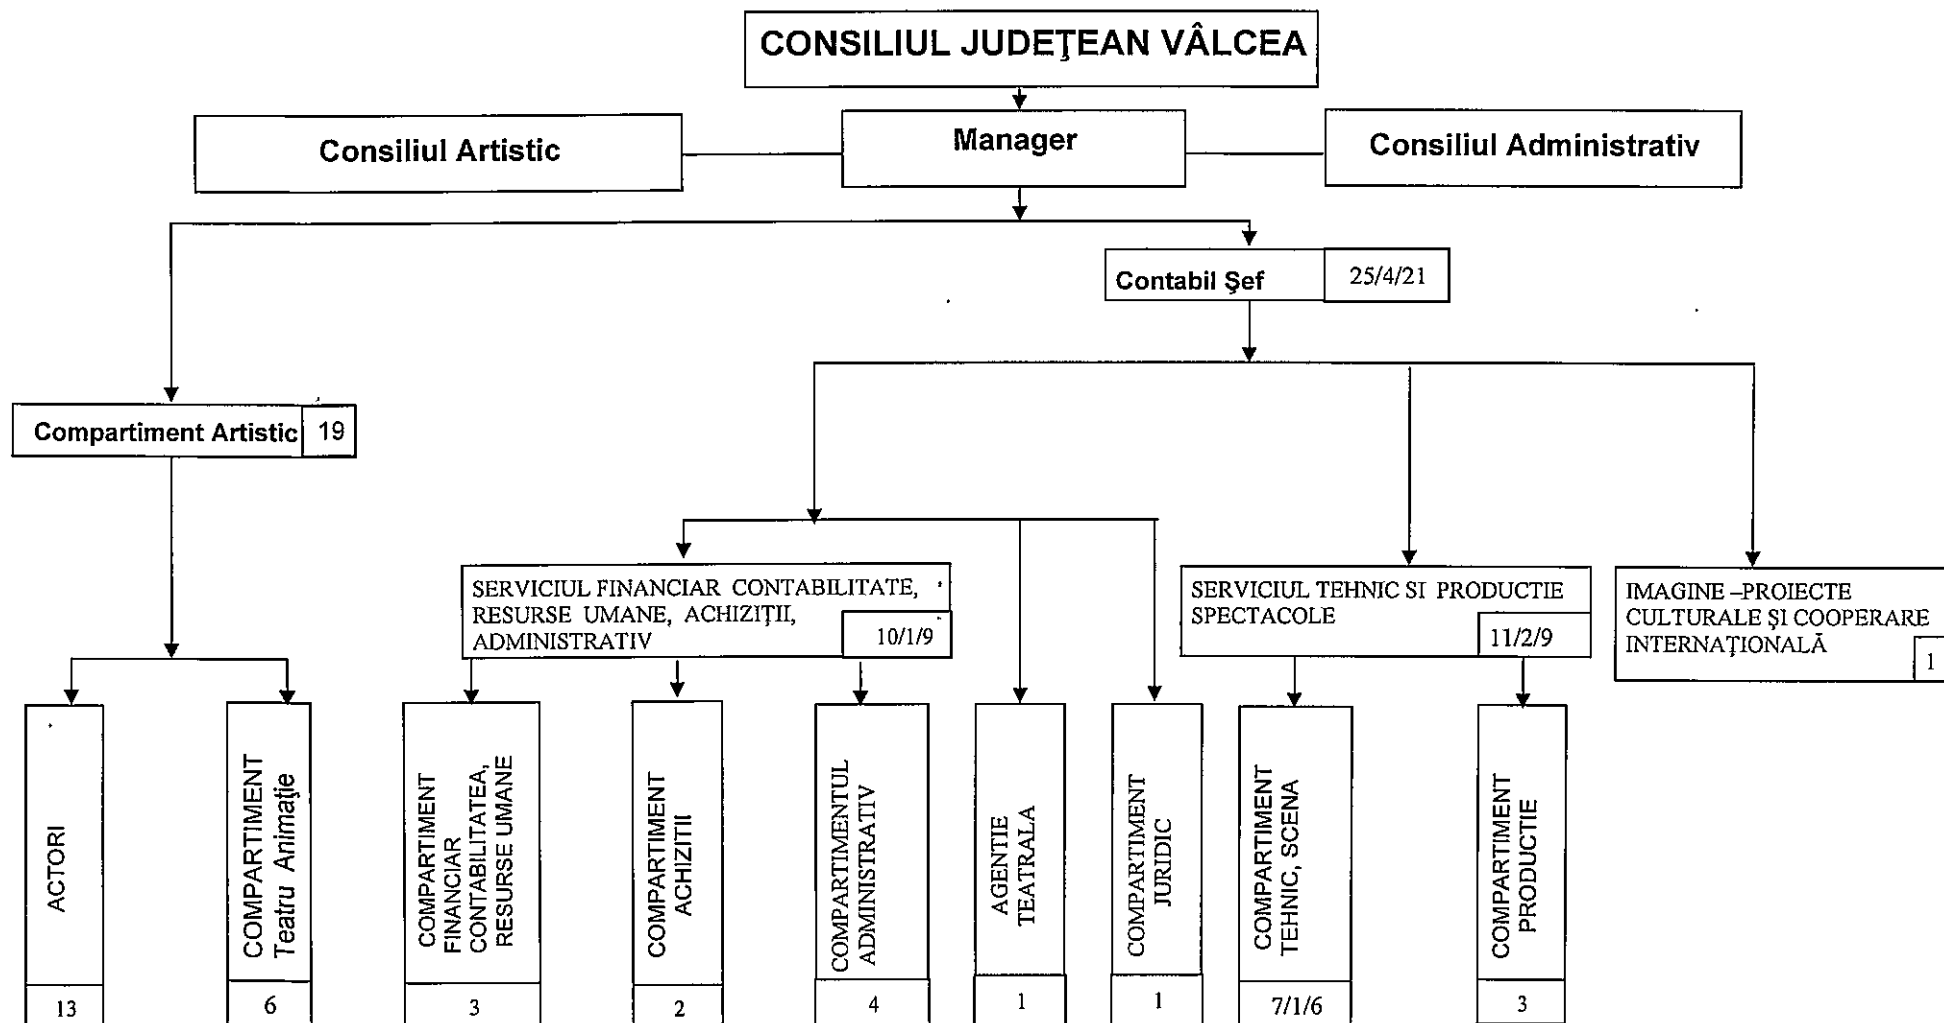 CONSILIUL JUDEŢEAN VÂLCEA
Consiliul Artistic
Manager
Consiliul Administrativ
Contabil Şef
25/4/21
Compartiment Artistic
19
SERVICIUL FINANCIAR CONTABILITATE,
RESURSE UMANE, ACHIZIŢII,
ADMINISTRATIV
10/1/9
SERVICIUL TEHNIC SI PRODUCTIE
SPECTACOLE
11/2/9
IMAGINE –PROIECTE
CULTURALE ŞI COOPERARE
INTERNAŢIONALĂ
1
ACTORI
13
COMPARTIMENT
Teatru Animaţie
6
COMPARTIMENT
FINANCIAR
CONTABILITATEA,
RESURSE UMANE
3
COMPARTIMENT
ACHIZITII
2
COMPARTIMENTUL
ADMINISTRATIV
4
AGENTIE
TEATRALA
1
COMPARTIMENT
JURIDIC
1
COMPARTIMENT
TEHNIC, SCENA
7/1/6
COMPARTIMENT
PRODUCTIE
3